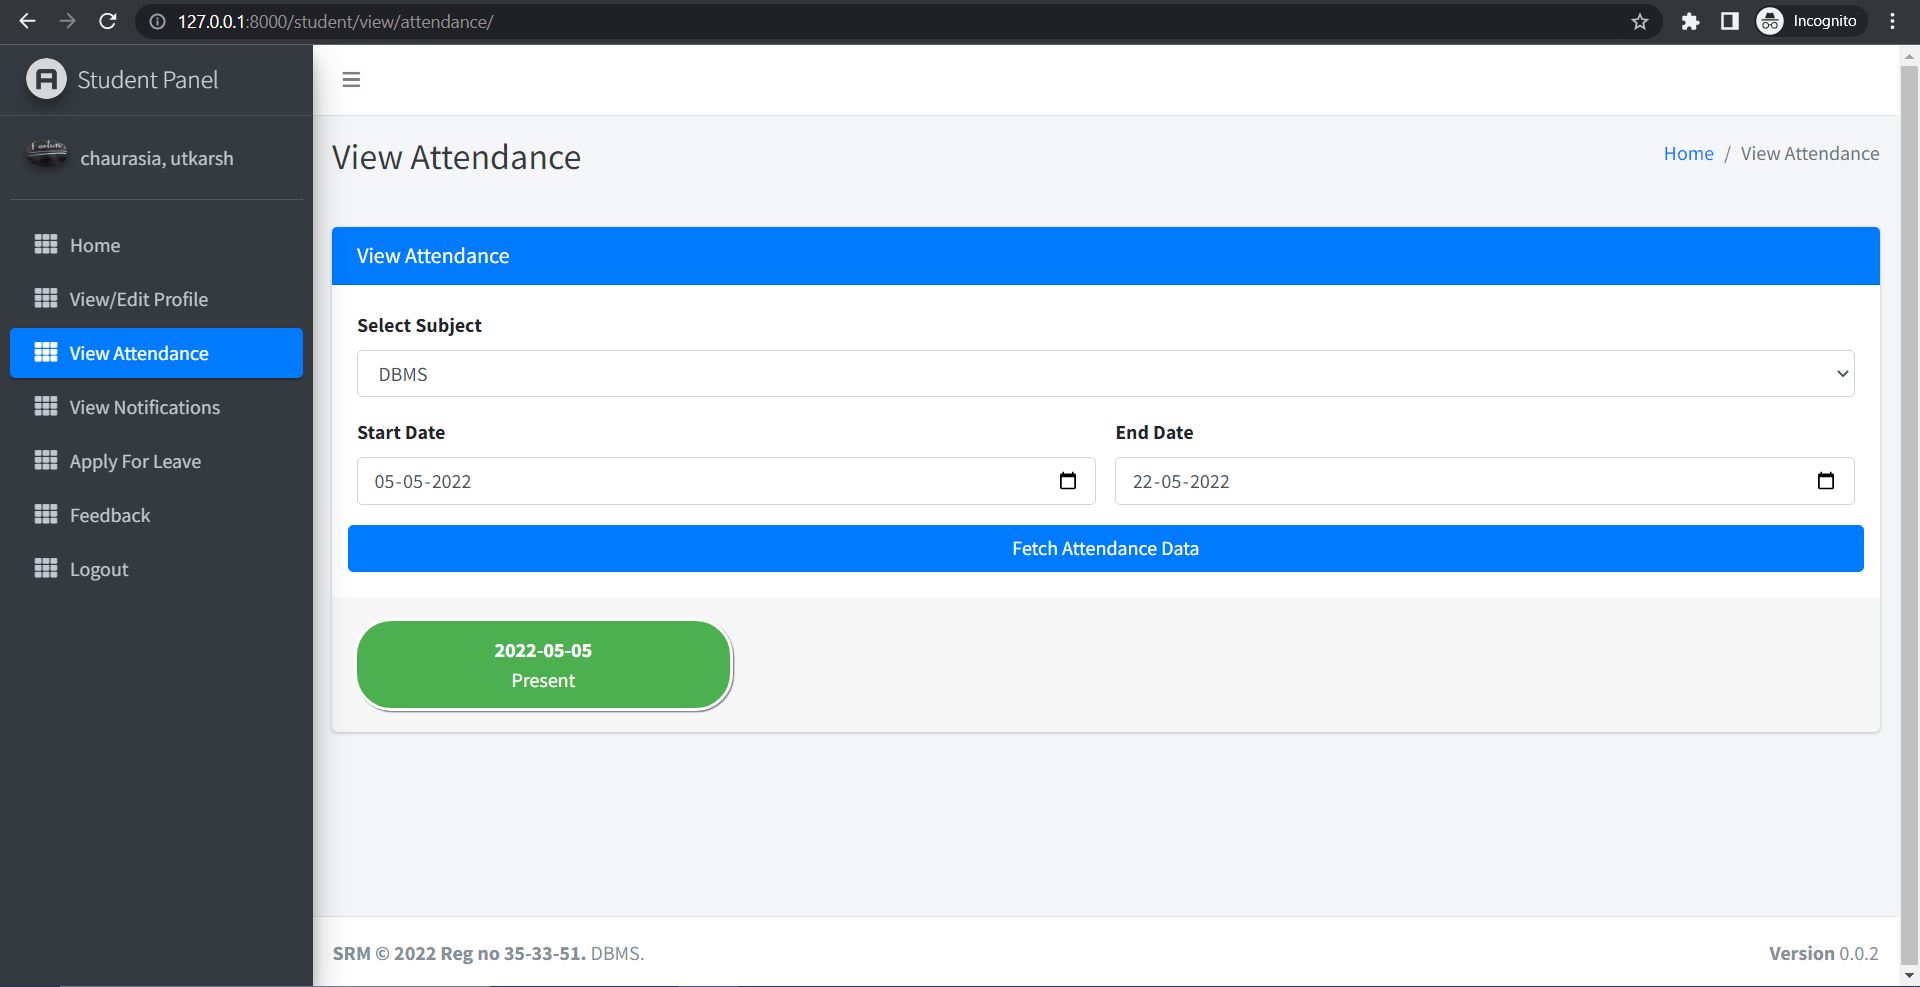 127.0.0.1:8000/student/view/attendance/
Incognito
Student Panel
chaurasia, utkarsh
Home
View/Edit Profile
View Attendance
View Notifications
Apply For Leave
Feedback
Logout
View Attendance
Home / View Attendance
View Attendance
Select Subject
DBMS
Start Date
End Date
05-05-2022
22-05-2022
Fetch Attendance Data
2022-05-05
Present
SRM © 2022 Reg no 35-33-51. DBMS.
Version 0.0.2